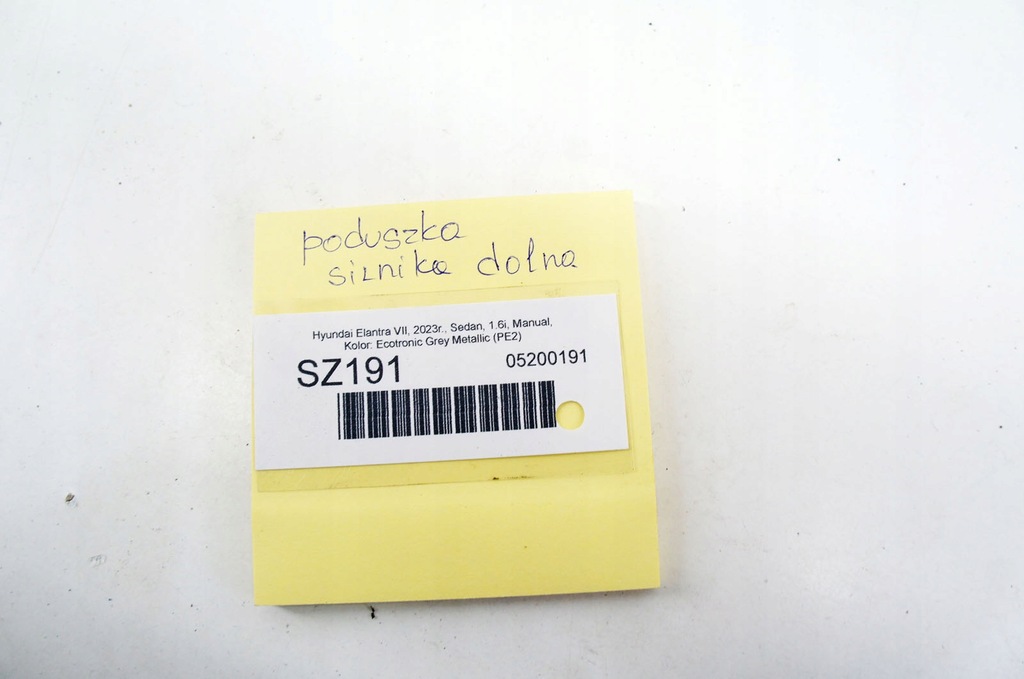 poduszka
silnika dolna
Hyundai Elantra VII, 2023r., Sedan, 1.6i, Manual,
Kolor: Ecotronic Grey Metallic (PE2)
SZ191 05200191